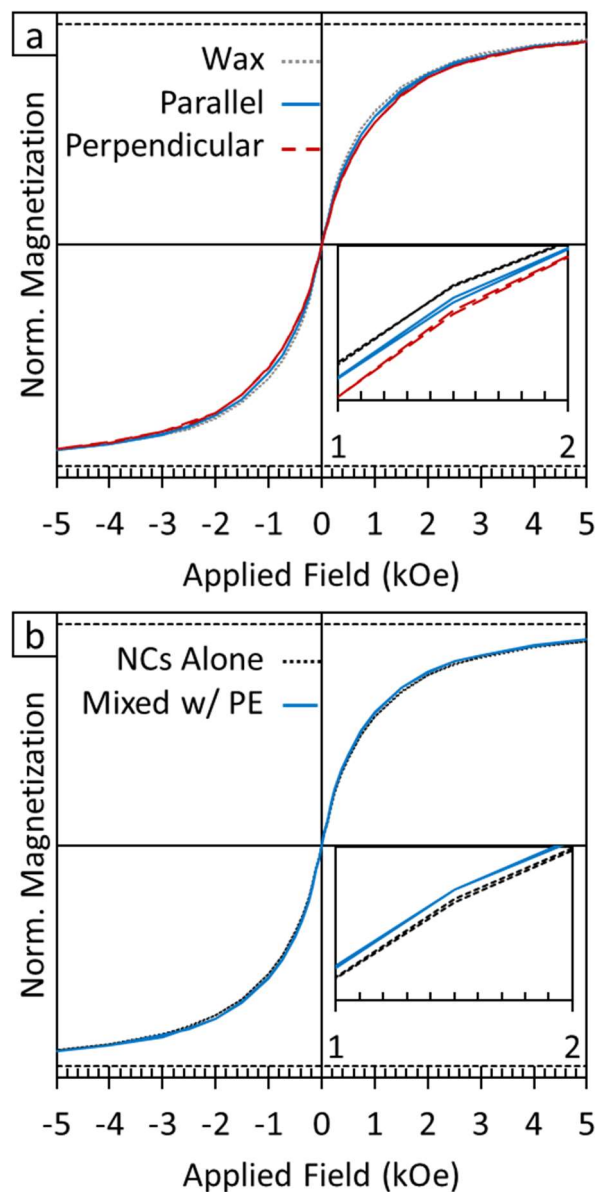 a
Wax
Parallel
Perpendicular
Norm. Magnetization
1 2
-5 -4 -3 -2 -1 0 1 2 3 4 5
Applied Field (kOe)
b
NCs Alone
Mixed w/ PE
Norm. Magnetization
1 2
-5 -4 -3 -2 -1 0 1 2 3 4 5
Applied Field (kOe)